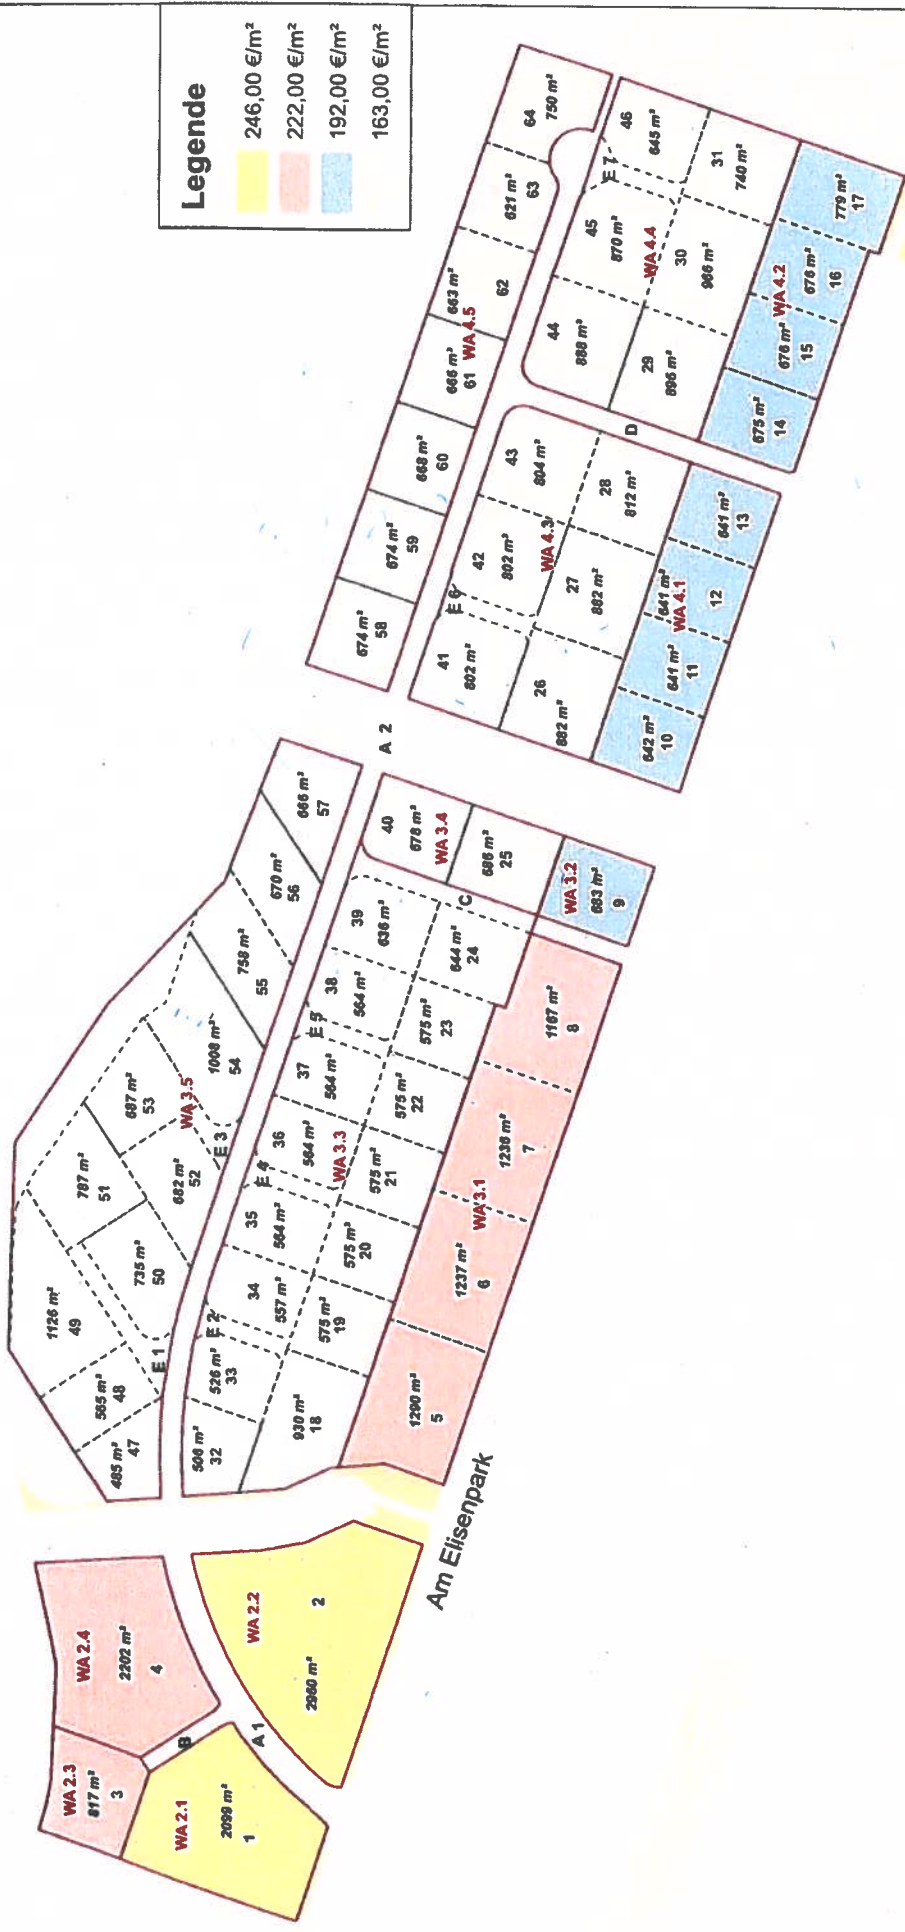 Legende
246,00 €/m²
222,00 €/m²
192,00 €/m²
163,00 €/m²
WA 2.1
2099 m²
1
WA 2.2
2960 m²
2
WA 2.3
817 m²
3
WA 2.4
2202 m²
4
B
A 1
Am Elisenpark
485 m²
47
565 m²
48
1126 m²
49
735 m²
50
787 m²
51
682 m²
52
687 m²
53
WA 3.5
1008 m²
54
758 m²
55
670 m²
56
666 m²
57
E 1
E 3
506 m²
32
526 m²
33
E 2
34
557 m²
35
564 m²
E 4
36
564 m²
37
564 m²
E 5
38
564 m²
39
636 m²
WA 3.3
930 m²
18
575 m²
19
575 m²
20
575 m²
21
575 m²
22
575 m²
23
644 m²
24
C
40
678 m²
WA 3.4
686 m²
25
1290 m²
5
1237 m²
6
WA 3.1
1236 m²
7
1167 m²
8
WA 3.2
683 m²
9
A 2
674 m²
58
674 m²
59
668 m²
60
666 m²
61
WA 4.5
663 m²
62
621 m²
63
64
750 m²
41
802 m²
E 6
42
802 m²
43
804 m²
WA 4.3
26
882 m²
27
882 m²
28
812 m²
D
642 m²
10
641 m²
11
641 m²
WA 4.1
12
641 m²
13
44
888 m²
45
870 m²
WA 4.4
E 7
46
645 m²
29
896 m²
30
966 m²
31
740 m²
675 m²
14
676 m²
15
WA 4.2
676 m²
16
779 m²
17